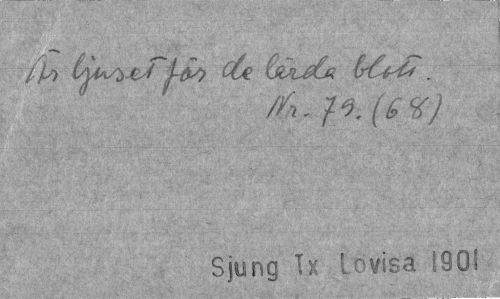 Är ljuset för de lärda blott.
Nr. 79. (68)
Sjung Tx Lovisa 1901